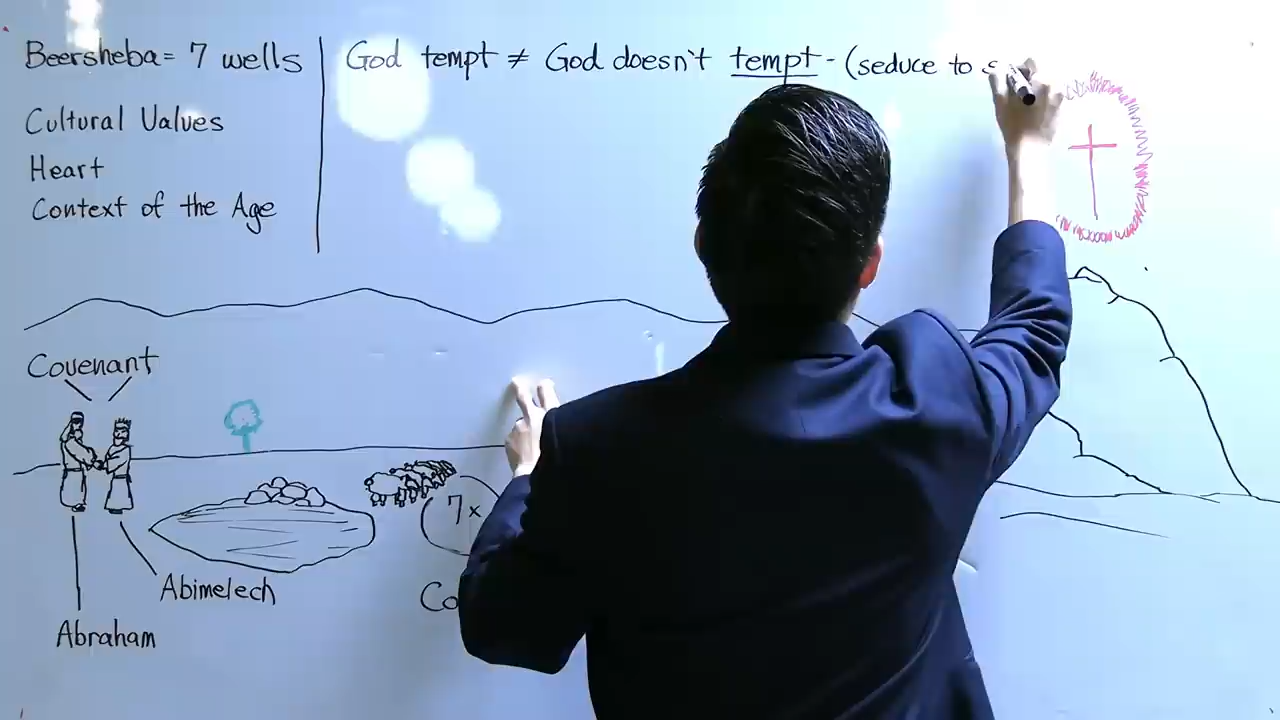 Beersheba = 7 wells
God tempt ≠ God doesn't tempt - (seduce to
Cultural Values
Heart
Context of the Age
Covenant
7x
Abimelech
Abraham